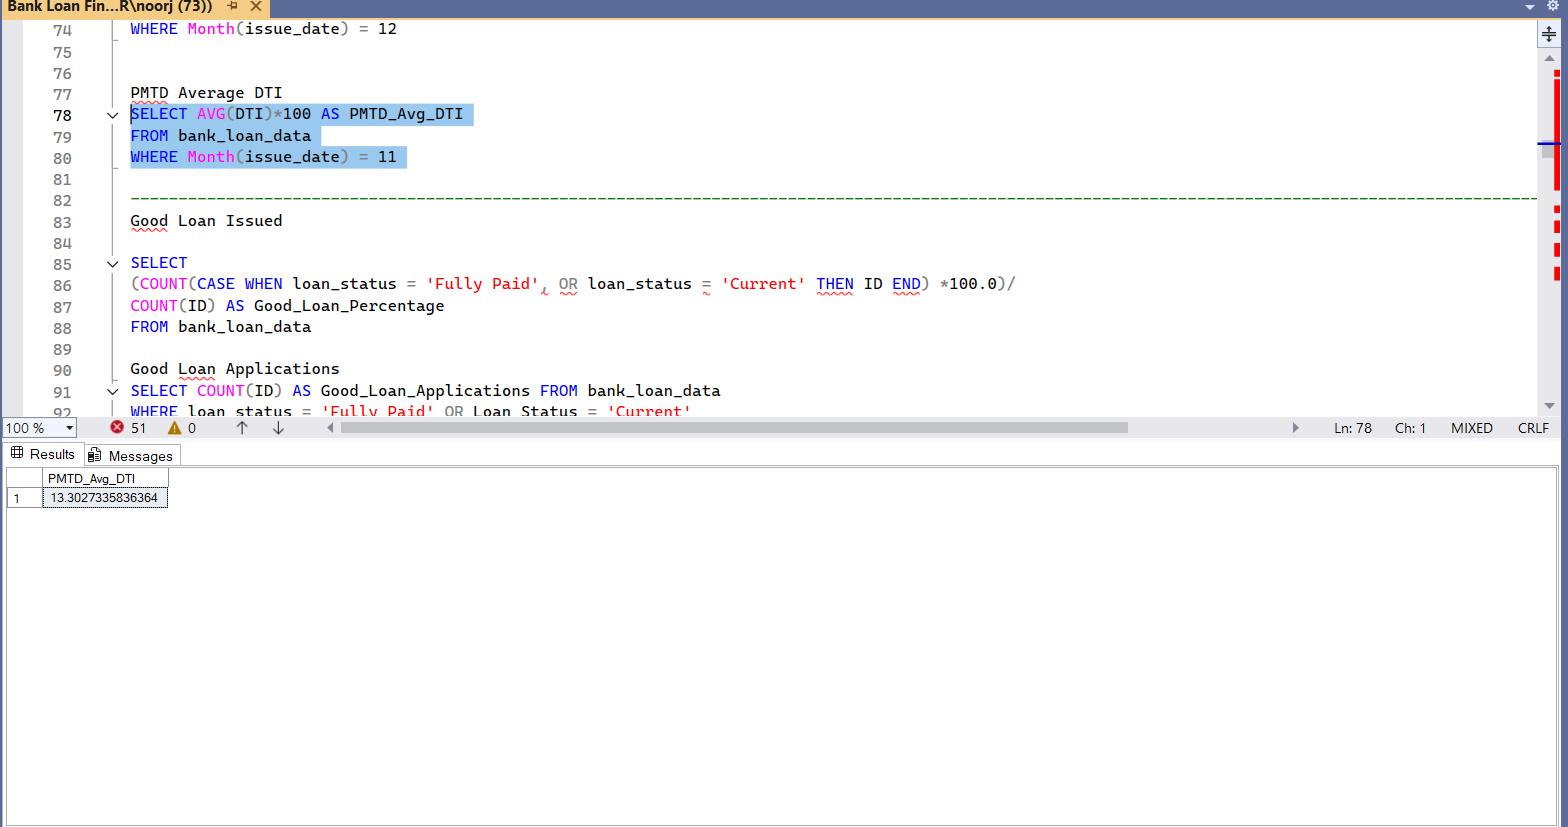 Bank Loan Fin...R\noorj (73))
74 WHERE Month(issue_date) = 12
75
76
77 PMTD Average DTI
78 SELECT AVG(DTI)*100 AS PMTD_Avg_DTI
79 FROM bank_loan_data
80 WHERE Month(issue_date) = 11
81
82 ----------------------------------------------------------------------------------------------------------------------------------------------------
83 Good Loan Issued
84
85 SELECT
86 (COUNT(CASE WHEN loan_status = 'Fully Paid', OR loan_status = 'Current' THEN ID END) *100.0)/
87 COUNT(ID) AS Good_Loan_Percentage
88 FROM bank_loan_data
89
90 Good Loan Applications
91 SELECT COUNT(ID) AS Good_Loan_Applications FROM bank_loan_data
92 WHERE loan_status = 'Fully Paid' OR Loan_Status = 'Current'
100 % 51 0 Ln: 78 Ch: 1 MIXED CRLF
Results Messages
PMTD_Avg_DTI
1 13.3027335836364